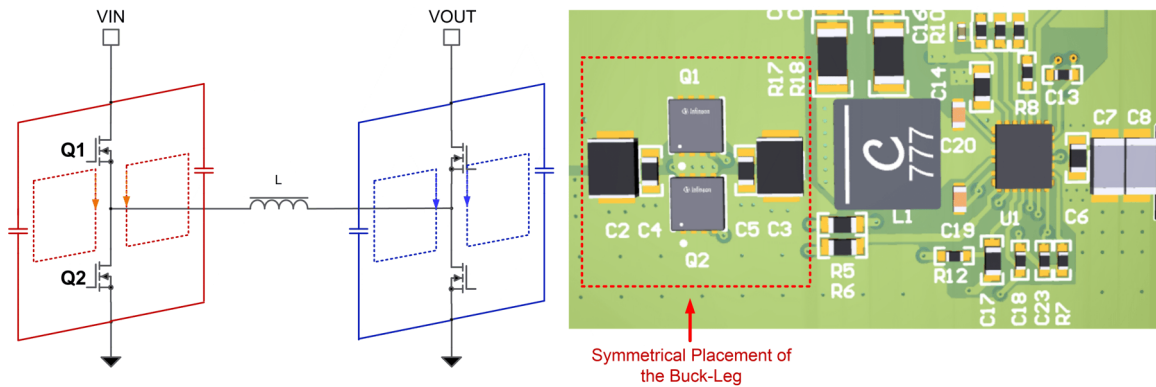 VIN
VOUT
Q1
Q2
L
Q1
Infineon
Infineon
Q2
C2
C4
C5
C3
R17
R18
C16
R10
C14
R8
C13
C20
C
777
L1
C19
U1
C7
C8
C6
R5
R6
R12
C17
C18
C23
R7
Symmetrical Placement of
the Buck-Leg